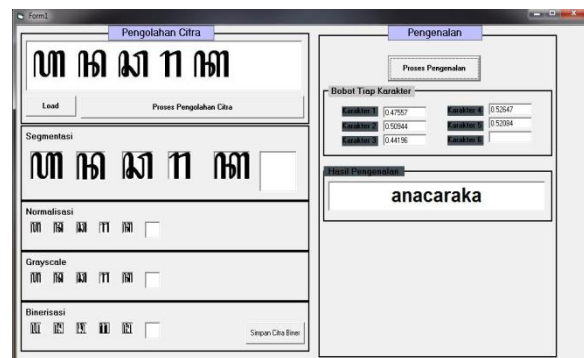 Form1
Pengolahan Citra
ꦲ ꦤ ꦕ ꦫ ꦏ
Load
Proses Pengolahan Citra
Segmentasi
ꦲ ꦤ ꦕ ꦫ ꦏ
Normalisasi
ꦲ ꦤ ꦕ ꦫ ꦏ
Grayscale
ꦲ ꦤ ꦕ ꦫ ꦏ
Binerisasi
Simpan Citra Biner
Pengenalan
Proses Pengenalan
Bobot Tiap Karakter
Karakter 1 0.47557 Karakter 4 0.52647
Karakter 2 0.50944 Karakter 5 0.52084
Karakter 3 0.44196 Karakter 6
Hasil Pengenalan
anacaraka